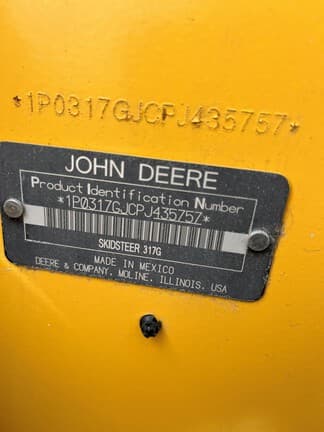 *1P0317GJCPJ435757*
JOHN DEERE
Product Identification Number
*1P0317GJCPJ435757*
SKIDSTEER 317G
MADE IN MEXICO
DEERE & COMPANY, MOLINE, ILLINOIS, USA